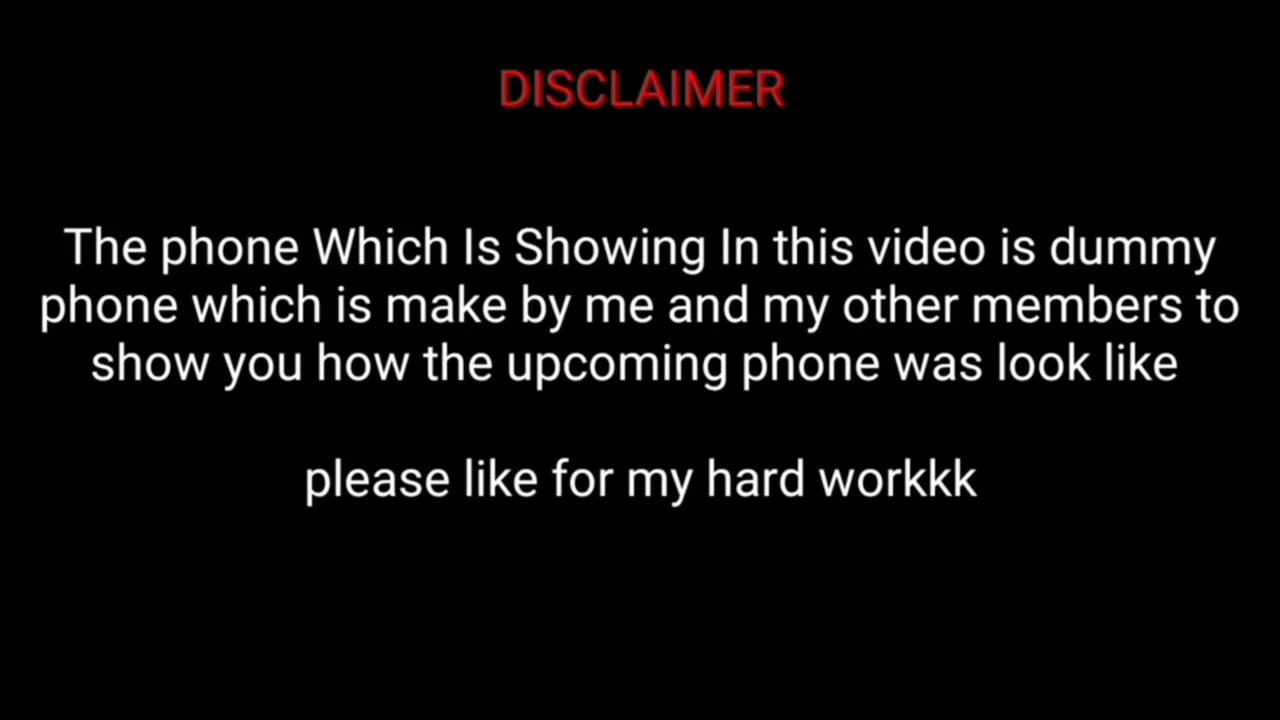 DISCLAIMER
The phone Which Is Showing In this video is dummy
phone which is make by me and my other members to
show you how the upcoming phone was look like
please like for my hard workkk